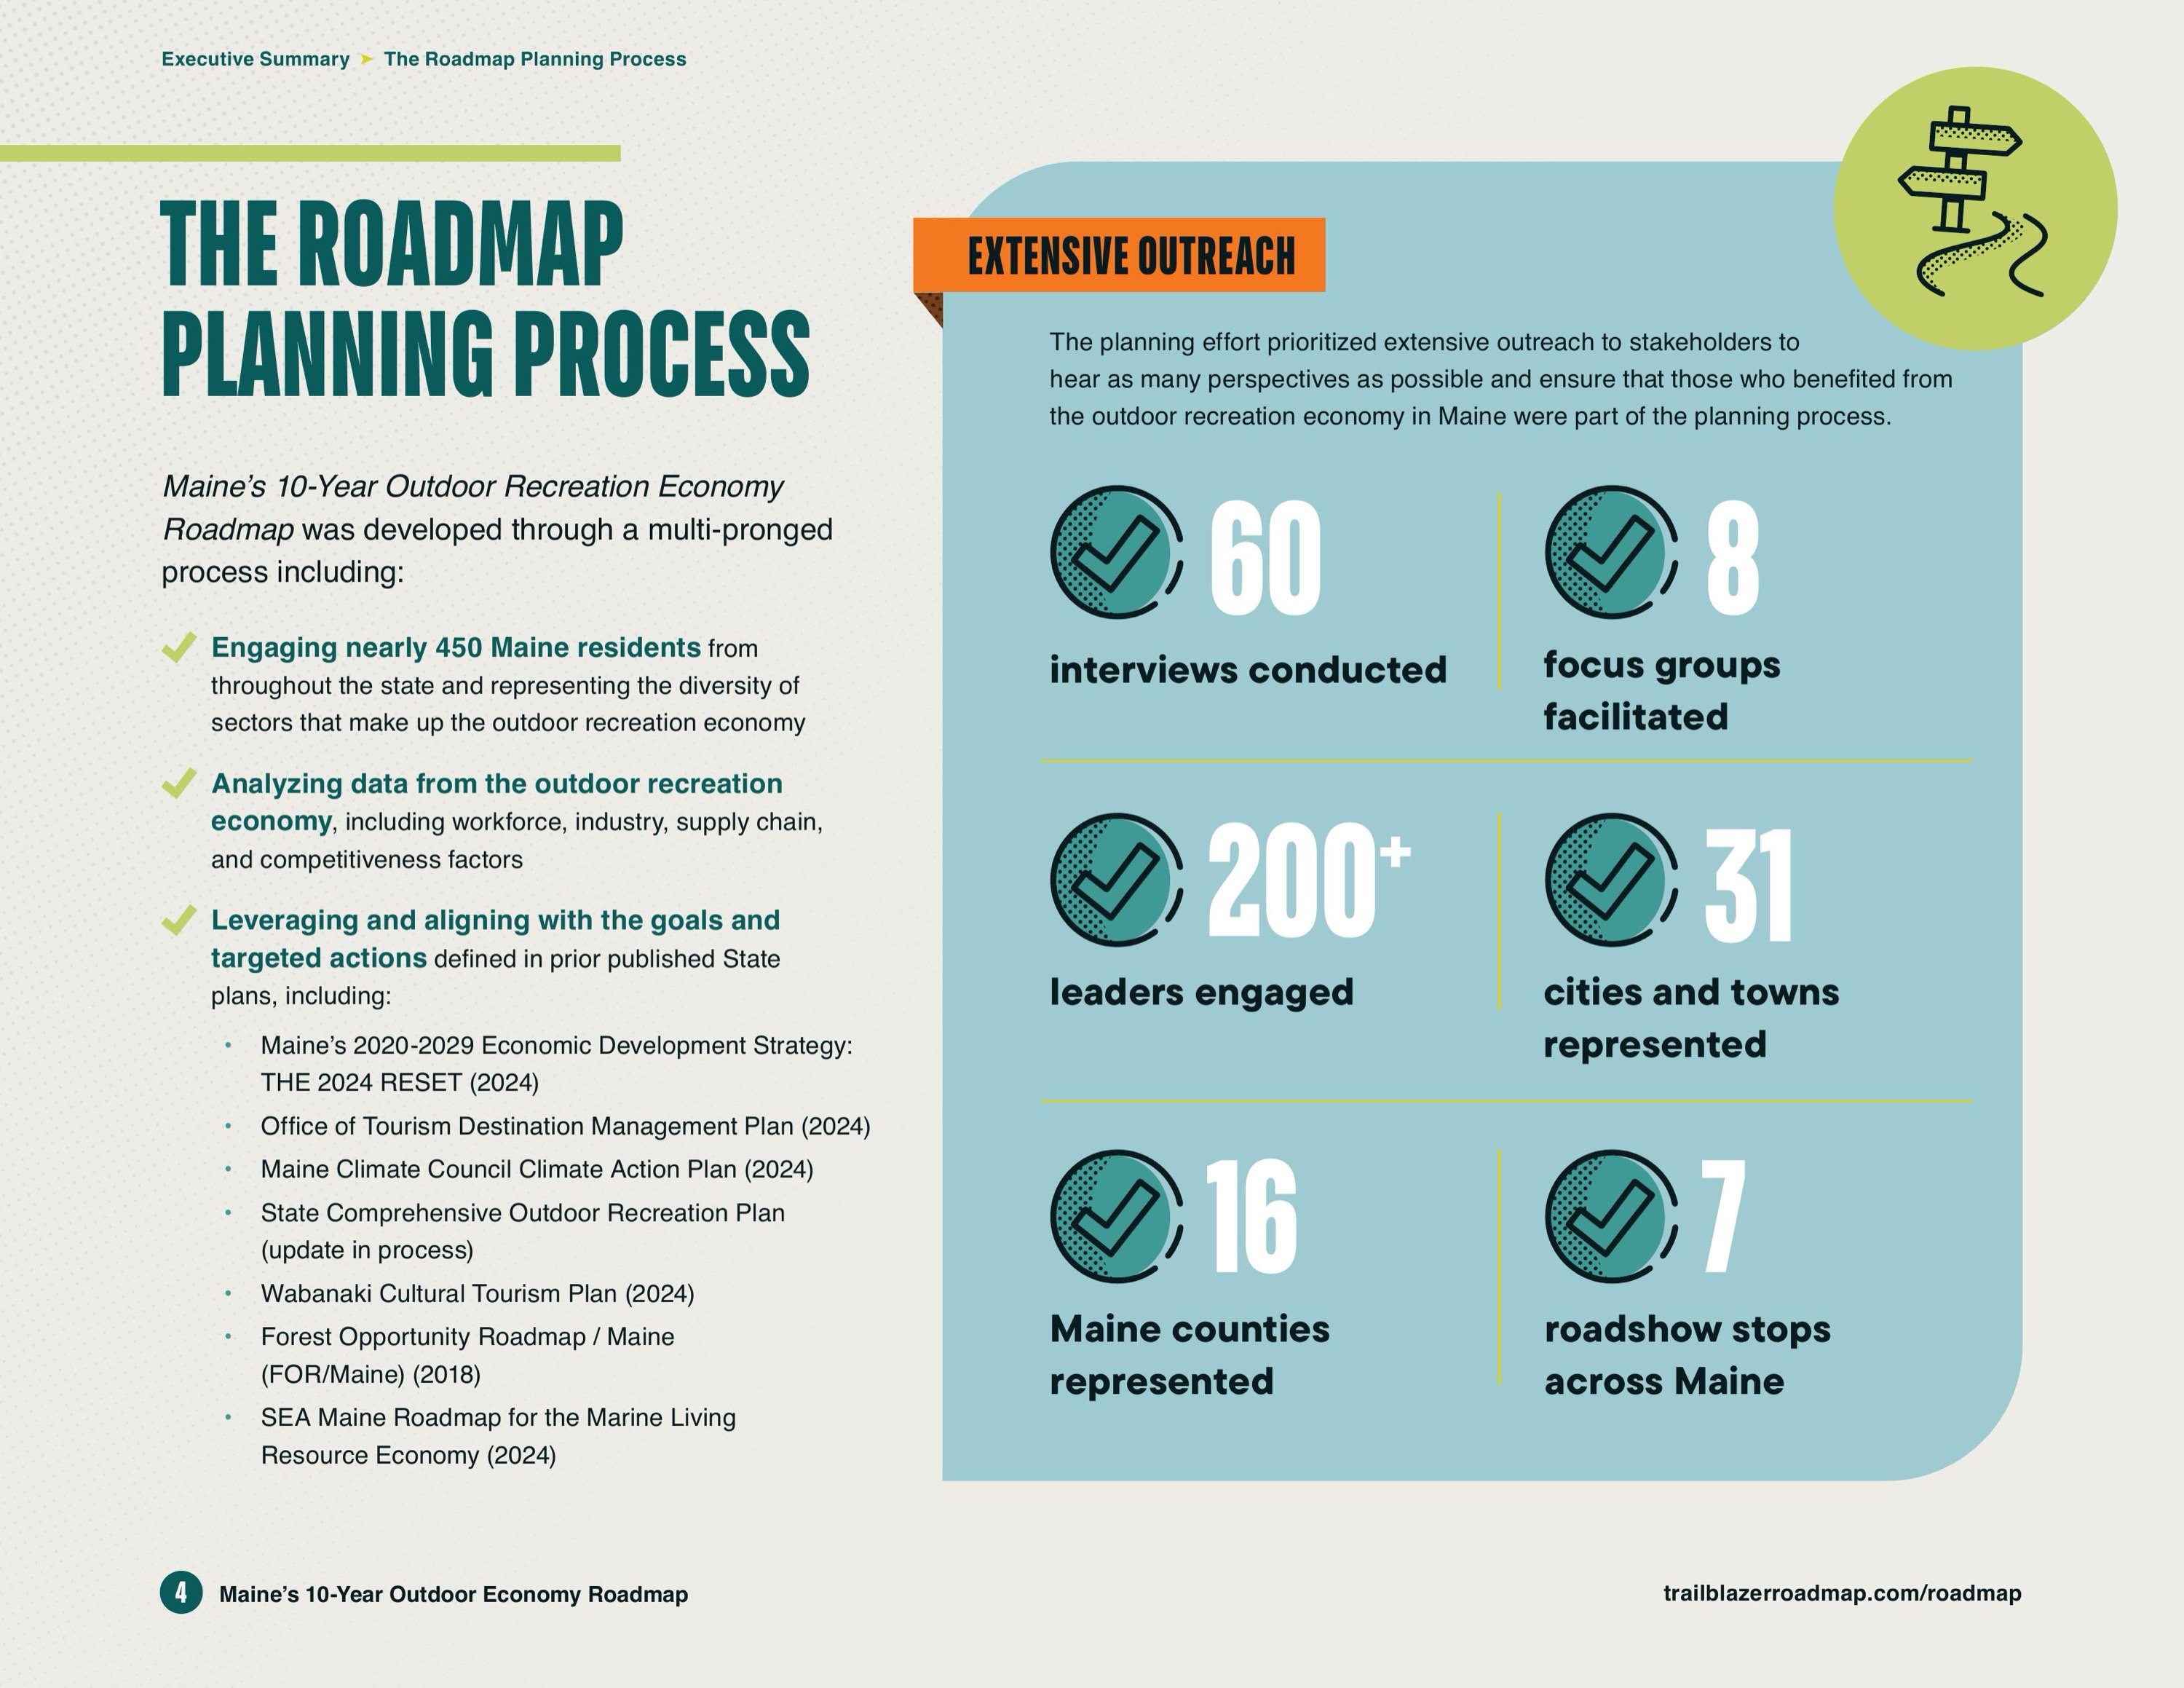 Executive Summary ➤ The Roadmap Planning Process
THE ROADMAP
PLANNING PROCESS
Maine’s 10-Year Outdoor Recreation Economy
Roadmap was developed through a multi-pronged
process including:
Engaging nearly 450 Maine residents from
throughout the state and representing the diversity of
sectors that make up the outdoor recreation economy
Analyzing data from the outdoor recreation
economy, including workforce, industry, supply chain,
and competitiveness factors
Leveraging and aligning with the goals and
targeted actions defined in prior published State
plans, including:
• Maine’s 2020-2029 Economic Development Strategy:
THE 2024 RESET (2024)
• Office of Tourism Destination Management Plan (2024)
• Maine Climate Council Climate Action Plan (2024)
• State Comprehensive Outdoor Recreation Plan
(update in process)
• Wabanaki Cultural Tourism Plan (2024)
• Forest Opportunity Roadmap / Maine
(FOR/Maine) (2018)
• SEA Maine Roadmap for the Marine Living
Resource Economy (2024)
EXTENSIVE OUTREACH
The planning effort prioritized extensive outreach to stakeholders to
hear as many perspectives as possible and ensure that those who benefited from
the outdoor recreation economy in Maine were part of the planning process.
60
interviews conducted
8
focus groups
facilitated
200+
leaders engaged
31
cities and towns
represented
16
Maine counties
represented
7
roadshow stops
across Maine
4 Maine’s 10-Year Outdoor Economy Roadmap
trailblazerroadmap.com/roadmap